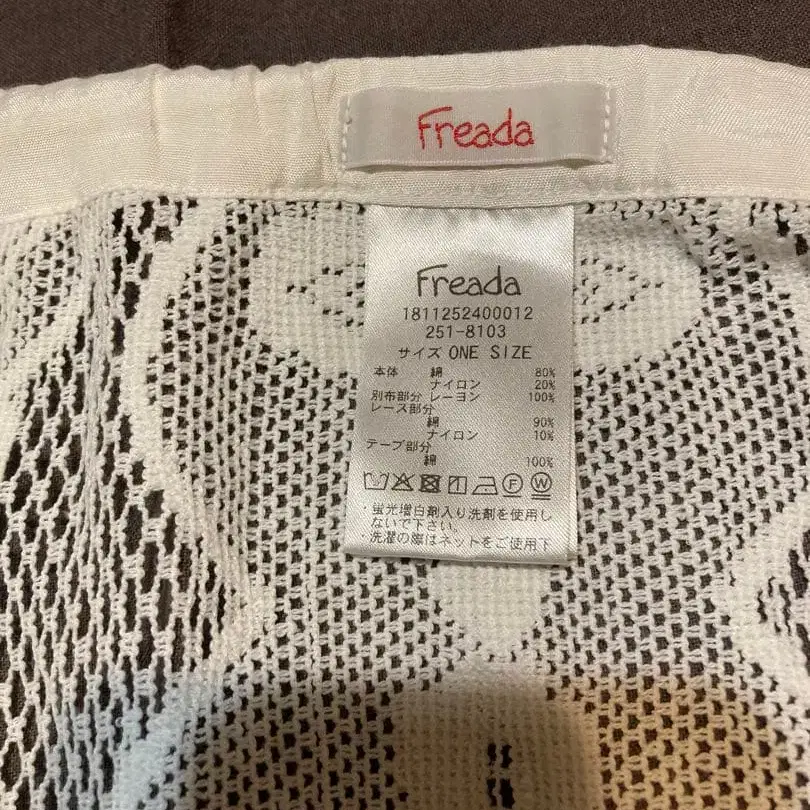 Freada
Freada
1811252400012
251-8103
サイズ ONE SIZE
本体 綿 80%
ナイロン 20%
別布部分 レーヨン 100%
レース部分
綿 90%
ナイロン 10%
テープ部分
綿 100%
F W
・蛍光増白剤入り洗剤を使用し
ないで下さい。
・洗濯の際はネットをご使用下